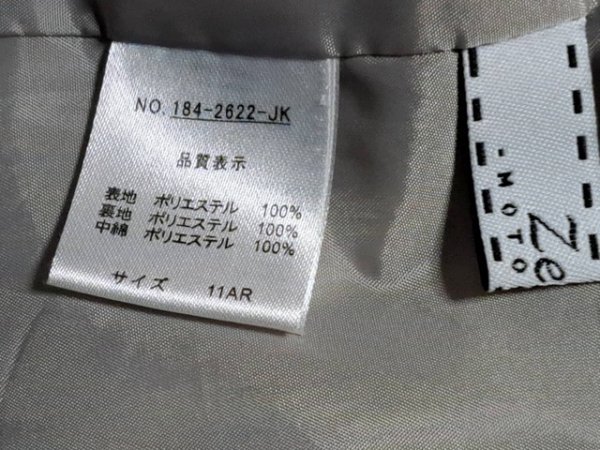 NO. 184-2622-JK
品質表示
表地 ポリエステル 100%
裏地 ポリエステル 100%
中綿 ポリエステル 100%
サイズ 11AR
Ze
-MOTO